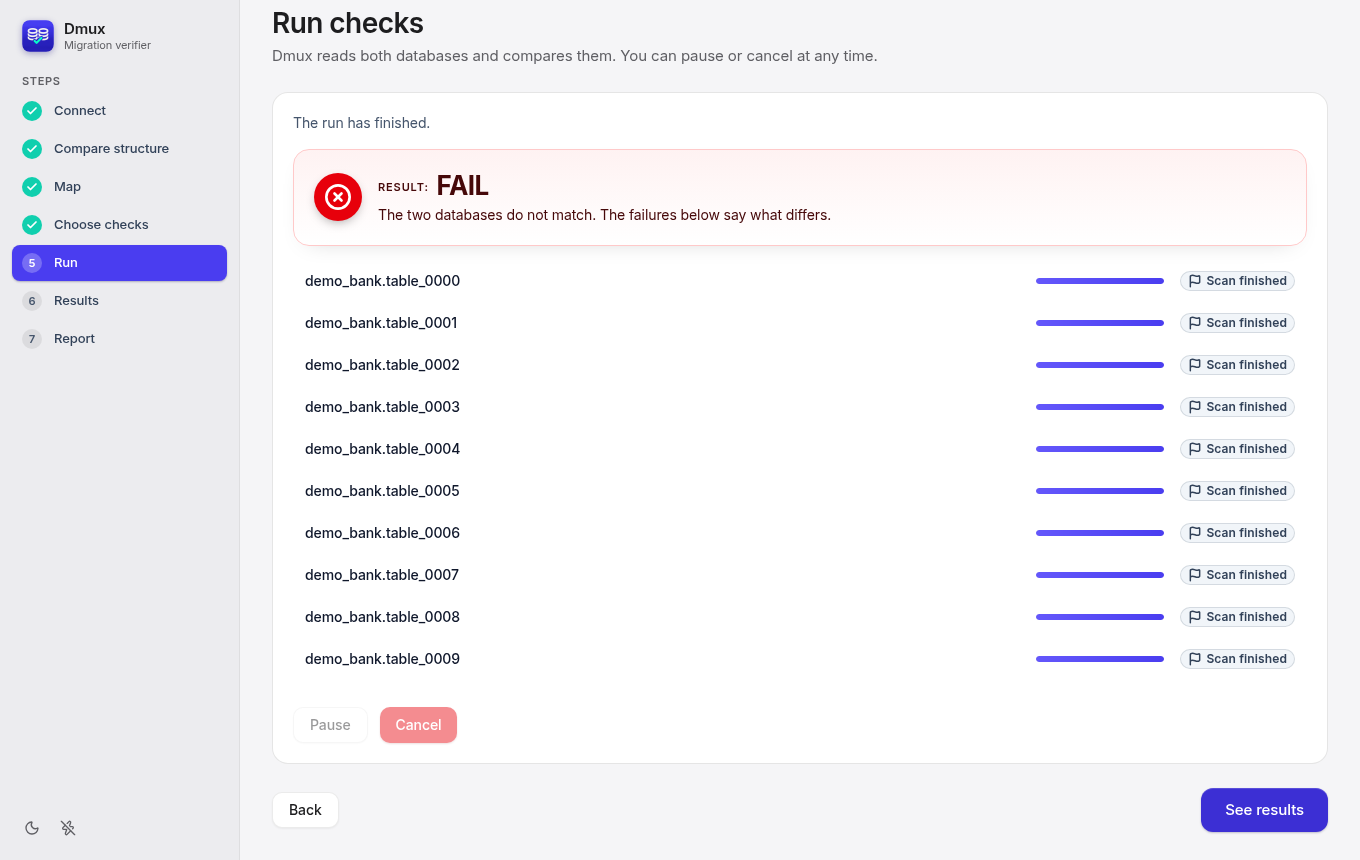 Dmux
Migration verifier
STEPS
Connect
Compare structure
Map
Choose checks
5 Run
6 Results
7 Report
Run checks
Dmux reads both databases and compares them. You can pause or cancel at any time.
The run has finished.
RESULT: FAIL
The two databases do not match. The failures below say what differs.
demo_bank.table_0000 Scan finished
demo_bank.table_0001 Scan finished
demo_bank.table_0002 Scan finished
demo_bank.table_0003 Scan finished
demo_bank.table_0004 Scan finished
demo_bank.table_0005 Scan finished
demo_bank.table_0006 Scan finished
demo_bank.table_0007 Scan finished
demo_bank.table_0008 Scan finished
demo_bank.table_0009 Scan finished
Pause Cancel
Back See results